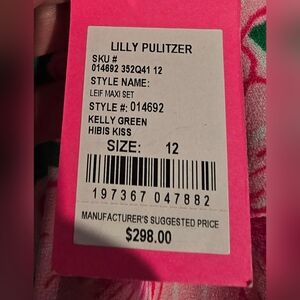 LILLY PULITZER
SKU #
014692 352Q41 12
STYLE NAME:
LEIF MAXI SET
STYLE #: 014692
KELLY GREEN
HIBIS KISS
SIZE: 12
197367 047882
MANUFACTURER'S SUGGESTED PRICE
$298.00